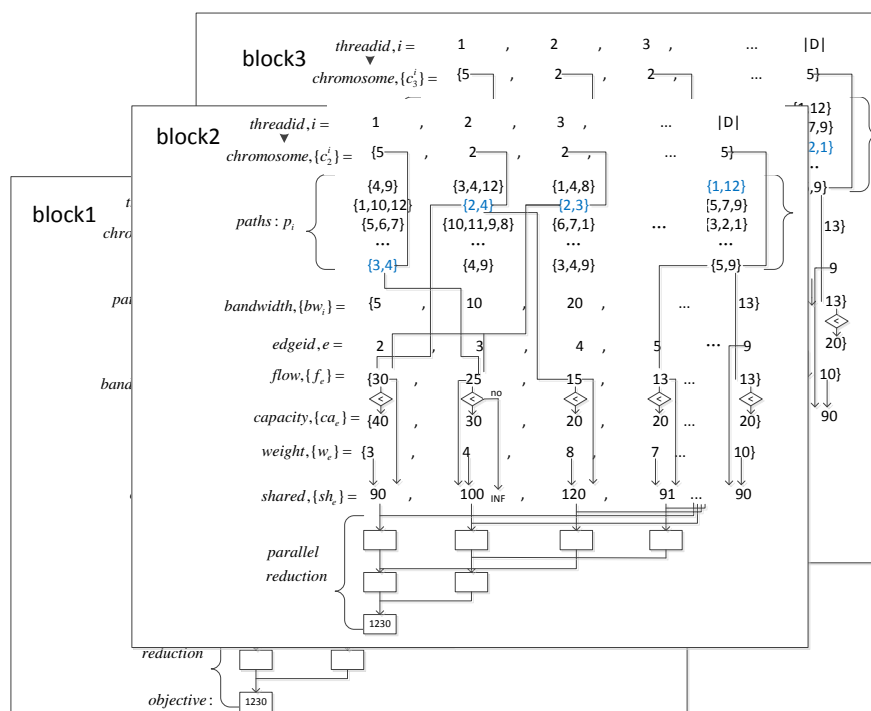 block3
threadid, i = 1 , 2 , 3 , ... |D|
chromosome, {c_3^i} = {5 , 2 , 2 , ... 5}
{1,12}
7,9}
2,1}
..
,9}
13}
9
13}
<
20}
10}
90
block2
threadid, i = 1 , 2 , 3 , ... |D|
chromosome, {c_2^i} = {5 , 2 , 2 , ... 5}
{4,9} {3,4,12} {1,4,8} {1,12}
{1,10,12} {2,4} {2,3} [5,7,9}
paths : p_i {5,6,7} {10,11,9,8} {6,7,1} ... [3,2,1}
... ... ... ...
{3,4} {4,9} {3,4,9} {5,9}
bandwidth, {bw_i} = {5 , 10 , 20 , ... 13}
edgeid, e = 2 , 3 , 4 , 5 ... 9
flow, {f_e} = {30 , 25 , 15 , 13 ... 13}
< < no < < <
capacity, {ca_e} = {40 , 30 , 20 , 20 ... 20}
weight, {w_e} = {3 , 4 , 8 , 7 ... 10}
shared, {sh_e} = 90 , 100 INF , 120 , 91 ... 90
parallel
reduction
1230
block1
t
chro
pa
band
reduction
objective : 1230